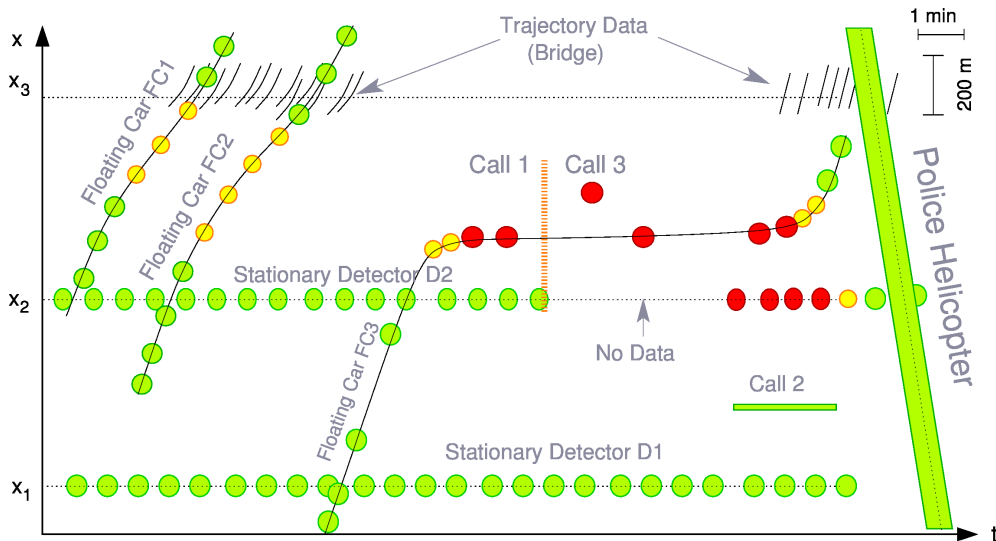 x
x3
x2
x1
t
Trajectory Data
(Bridge)
1 min
200 m
Floating Car FC1
Floating Car FC2
Floating Car FC3
Call 1
Call 3
Stationary Detector D2
No Data
Call 2
Stationary Detector D1
Police Helicopter